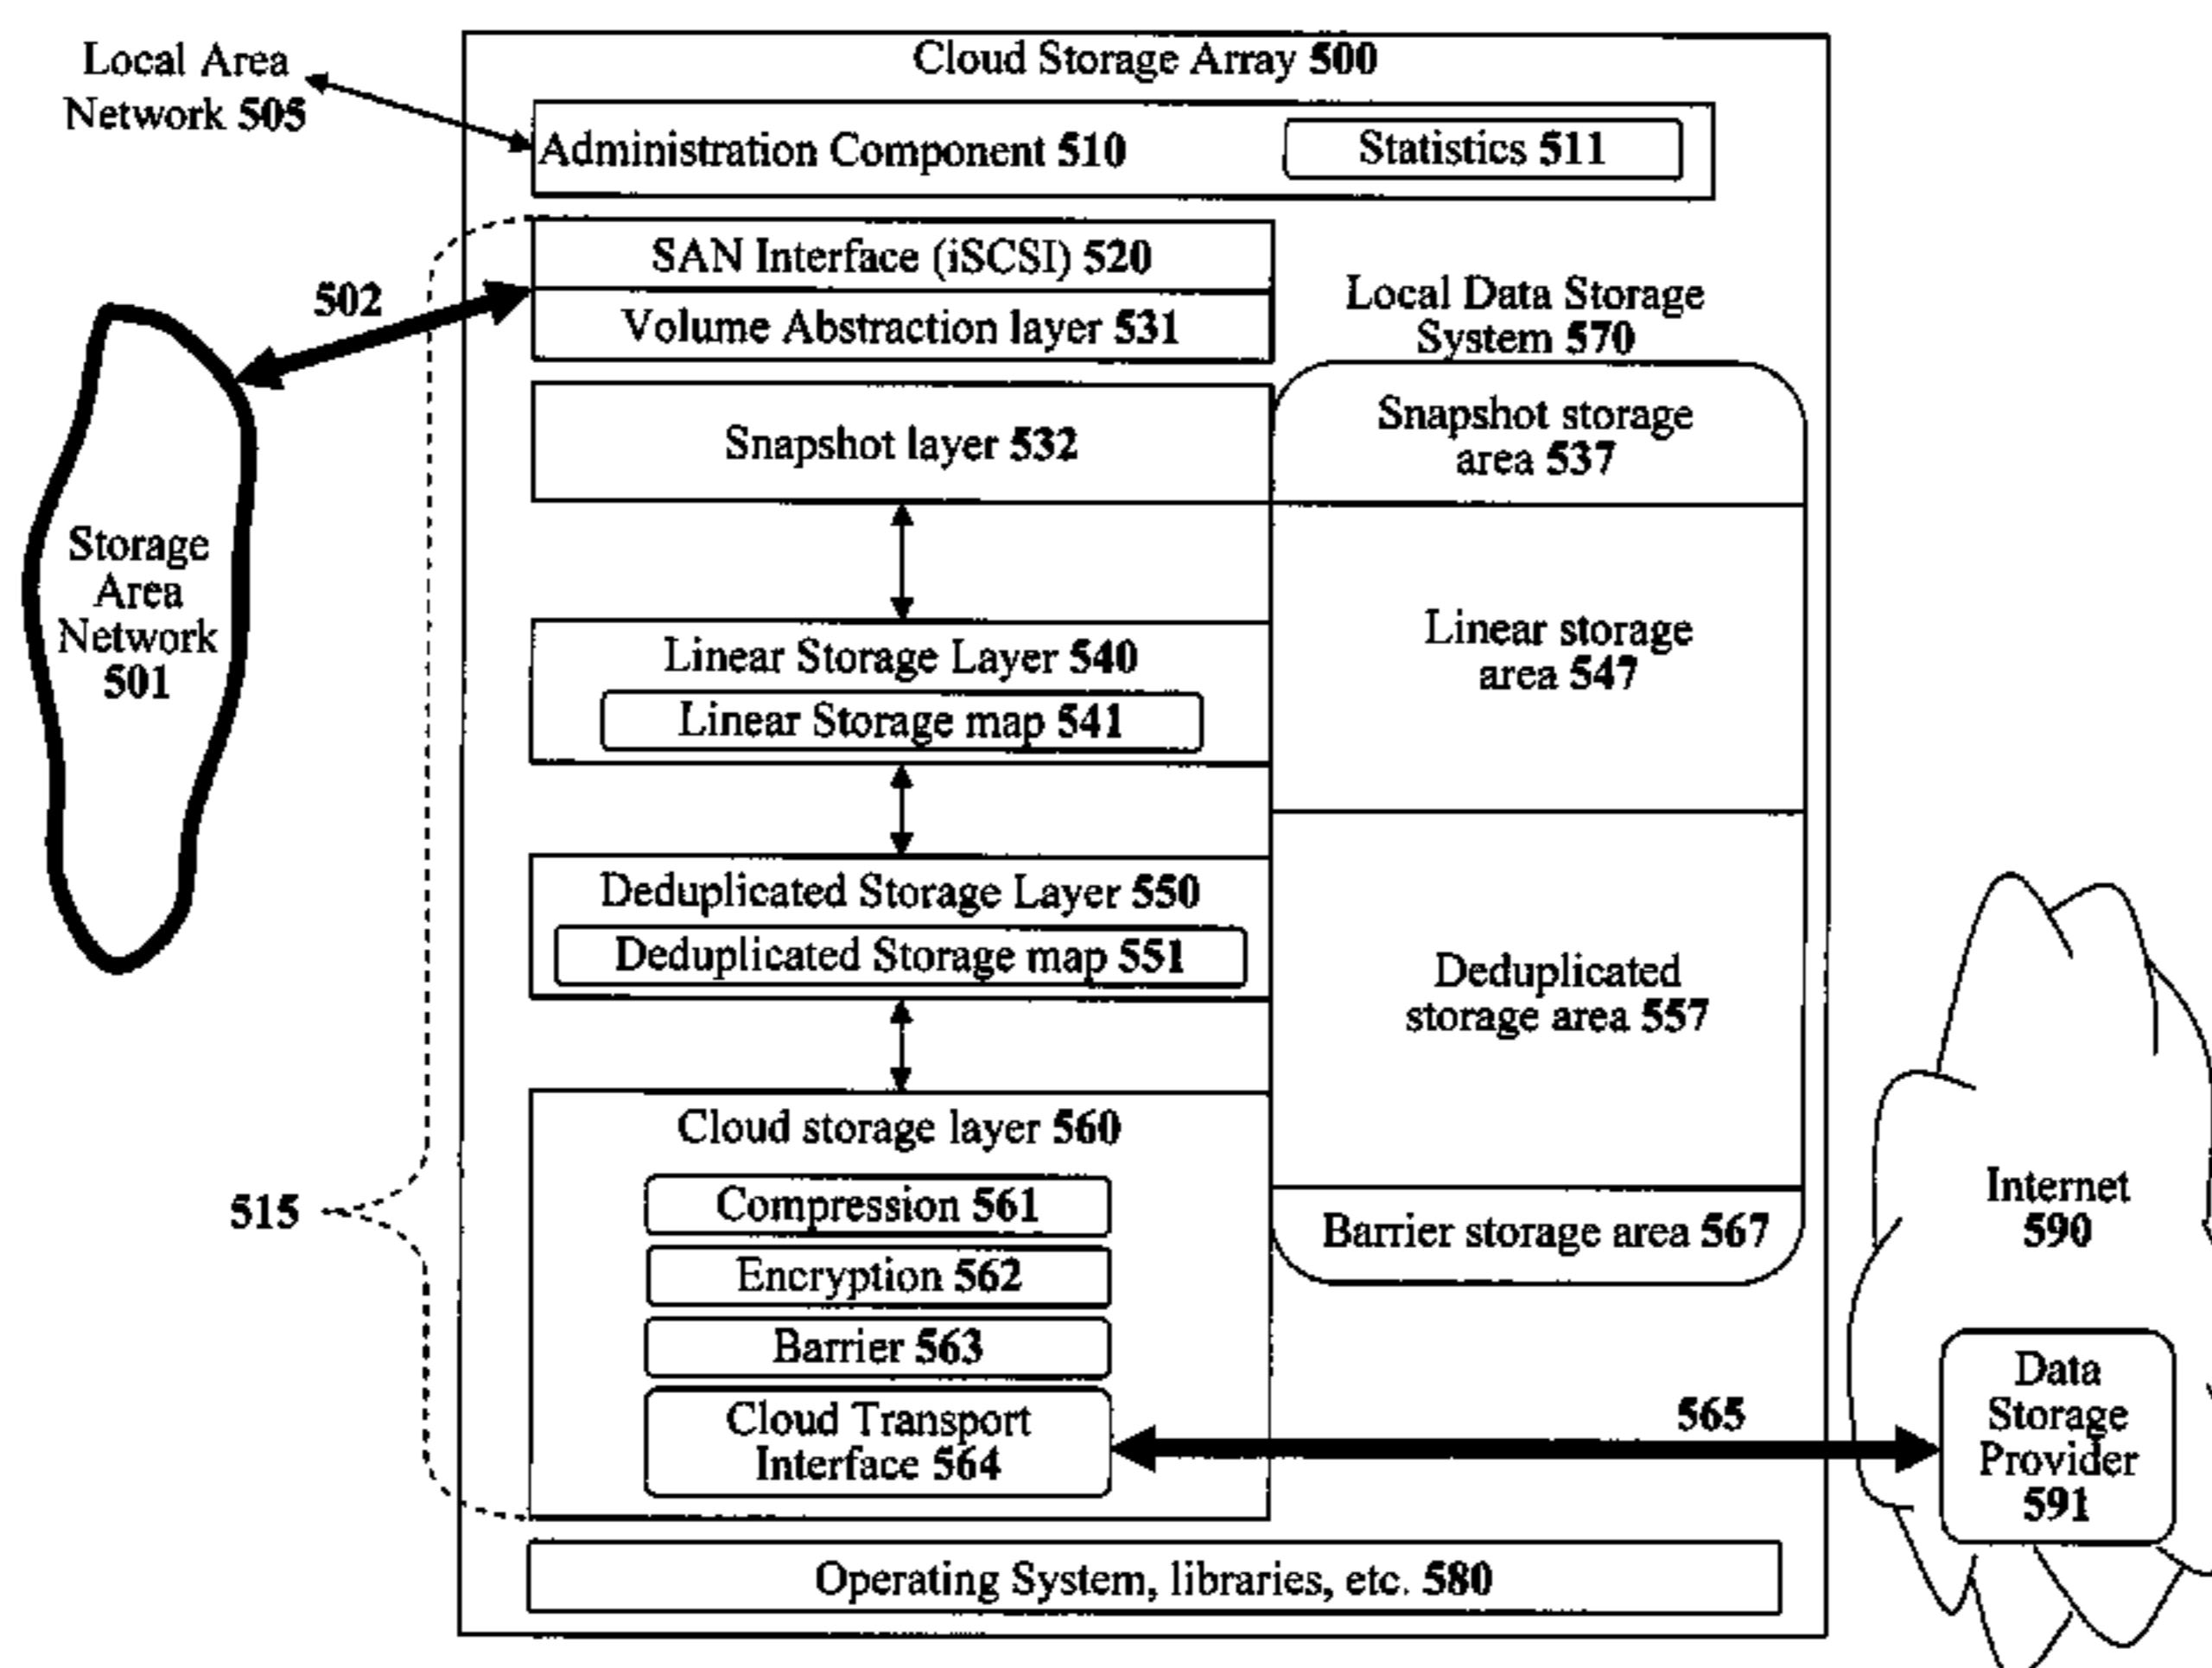 Cloud Storage Array 500
Local Area
Network 505
Administration Component 510
Statistics 511
SAN Interface (iSCSI) 520
502
Volume Abstraction layer 531
Local Data Storage
System 570
Snapshot layer 532
Snapshot storage
area 537
Storage
Area
Network
501
Linear Storage Layer 540
Linear Storage map 541
Linear storage
area 547
Deduplicated Storage Layer 550
Deduplicated Storage map 551
Deduplicated
storage area 557
Cloud storage layer 560
515
Compression 561
Encryption 562
Barrier 563
Cloud Transport
Interface 564
Barrier storage area 567
Internet
590
565
Data
Storage
Provider
591
Operating System, libraries, etc. 580